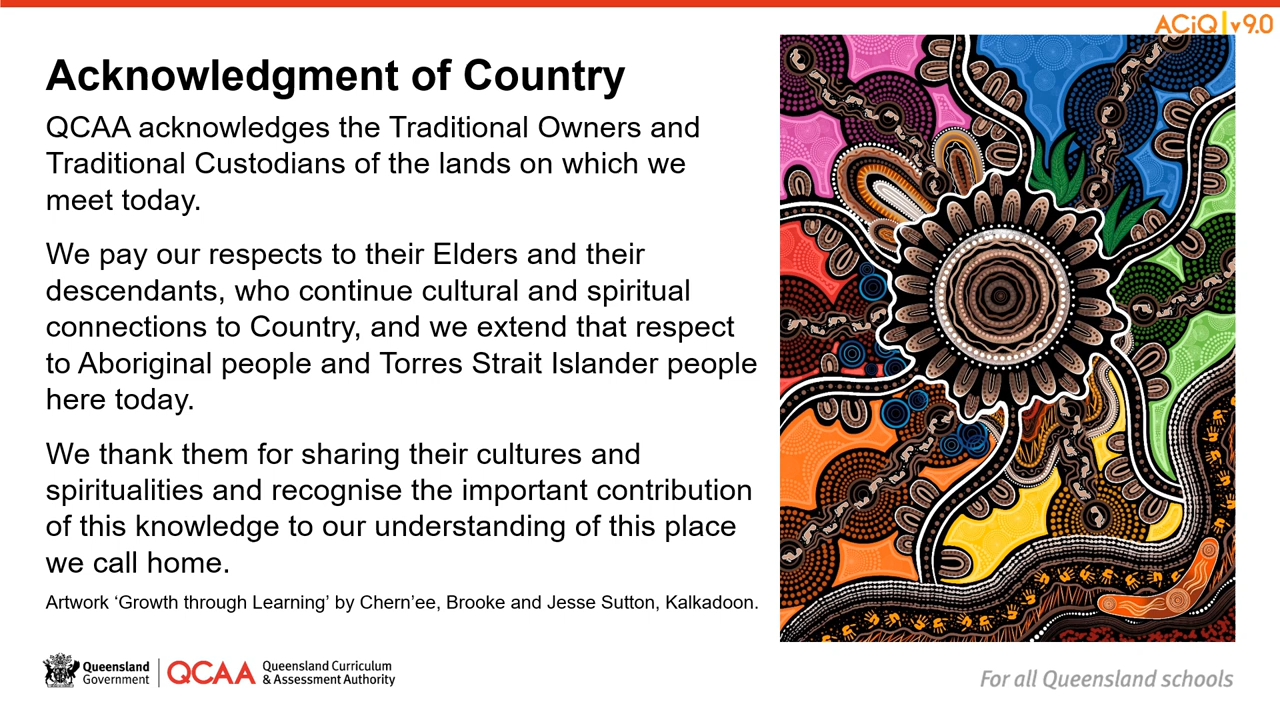 ACiQ v9.0
Acknowledgment of Country
QCAA acknowledges the Traditional Owners and
Traditional Custodians of the lands on which we
meet today.
We pay our respects to their Elders and their
descendants, who continue cultural and spiritual
connections to Country, and we extend that respect
to Aboriginal people and Torres Strait Islander people
here today.
We thank them for sharing their cultures and
spiritualities and recognise the important contribution
of this knowledge to our understanding of this place
we call home.
Artwork ‘Growth through Learning’ by Chern’ee, Brooke and Jesse Sutton, Kalkadoon.
Queensland
Government
QCAA
Queensland Curriculum
& Assessment Authority
For all Queensland schools